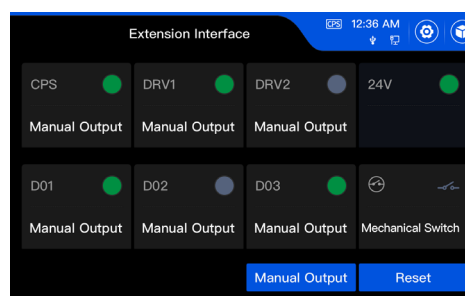 Extension Interface
CPS 12:36 AM
CPS DRV1 DRV2 24V
Manual Output Manual Output Manual Output
D01 D02 D03
Manual Output Manual Output Manual Output Mechanical Switch
Manual Output Reset